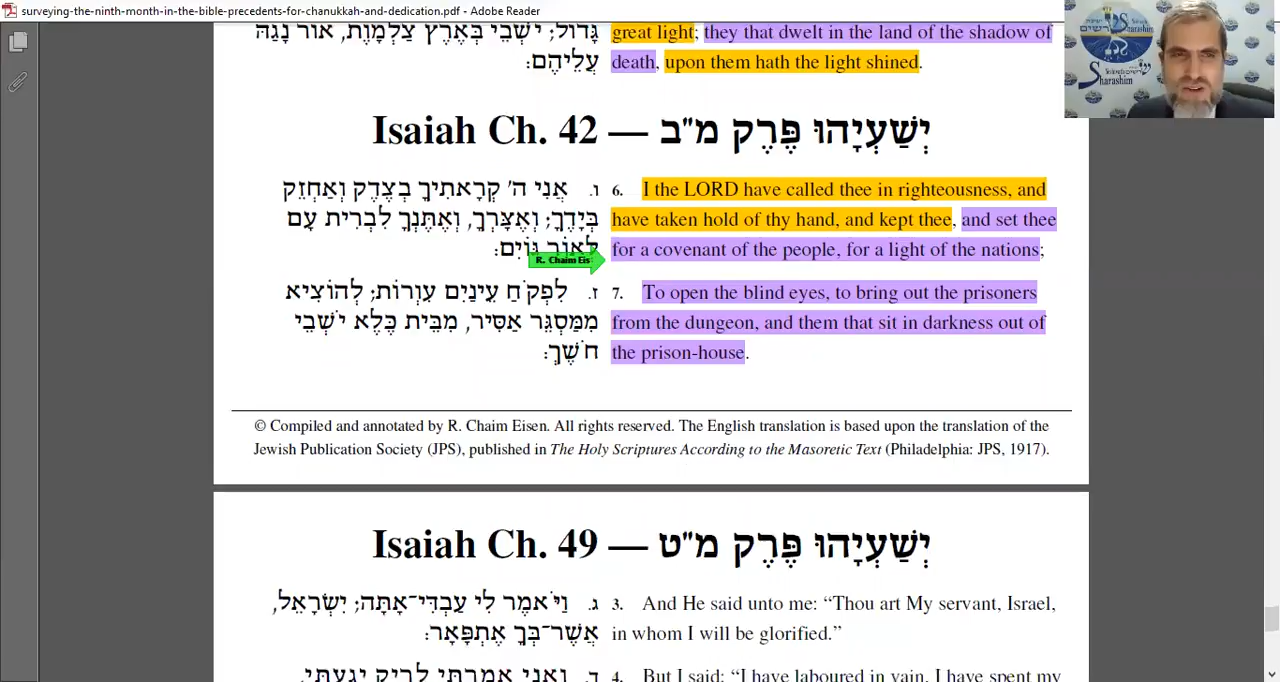 surveying-the-ninth-month-in-the-bible-precedents-for-chanukkah-and-dedication.pdf - Adobe Reader
גָּדוֹל; יֹשְׁבֵי בְּאֶרֶץ צַלְמָוֶת, אוֹר נָגַהּ
עֲלֵיהֶם:
great light; they that dwelt in the land of the shadow of
death, upon them hath the light shined.
Sharashim
Isaiah Ch. 42 — יְשַׁעְיָהוּ פֶּרֶק מ"ב
ו. אֲנִי ה' קְרָאתִיךָ בְצֶדֶק וְאַחְזֵק
בְּיָדֶךָ; וְאֶצָּרְךָ, וְאֶתֶּנְךָ לִבְרִית עָם
לְאוֹר גּוֹיִם:
R. Chaim Eis
6. I the LORD have called thee in righteousness, and
have taken hold of thy hand, and kept thee, and set thee
for a covenant of the people, for a light of the nations;
ז. לִפְקֹחַ עֵינַיִם עִוְרוֹת; לְהוֹצִיא
מִמַּסְגֵּר אַסִּיר, מִבֵּית כֶּלֶא יֹשְׁבֵי
חֹשֶׁךְ:
7. To open the blind eyes, to bring out the prisoners
from the dungeon, and them that sit in darkness out of
the prison-house.
© Compiled and annotated by R. Chaim Eisen. All rights reserved. The English translation is based upon the translation of
the Jewish Publication Society (JPS), published in The Holy Scriptures According to the Masoretic Text (Philadelphia: JPS, 1917).
Isaiah Ch. 49 — יְשַׁעְיָהוּ פֶּרֶק מ"ט
ג. וַיֹּאמֶר לִי עַבְדִּי־אָתָּה; יִשְׂרָאֵל,
אֲשֶׁר־בְּךָ אֶתְפָּאָר:
3. And He said unto me: “Thou art My servant, Israel,
in whom I will be glorified.”
ד. וַאֲנִי אָמַרְתִּי לְרִיק יָגַעְתִּי,
4. But I said: “I have laboured in vain, I have spent my